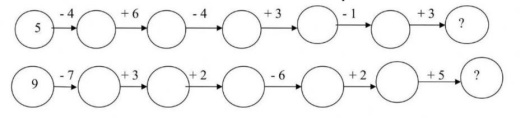 5 - 4 + 6 - 4 + 3 - 1 + 3 ?
9 - 7 + 3 + 2 - 6 + 2 + 5 ?